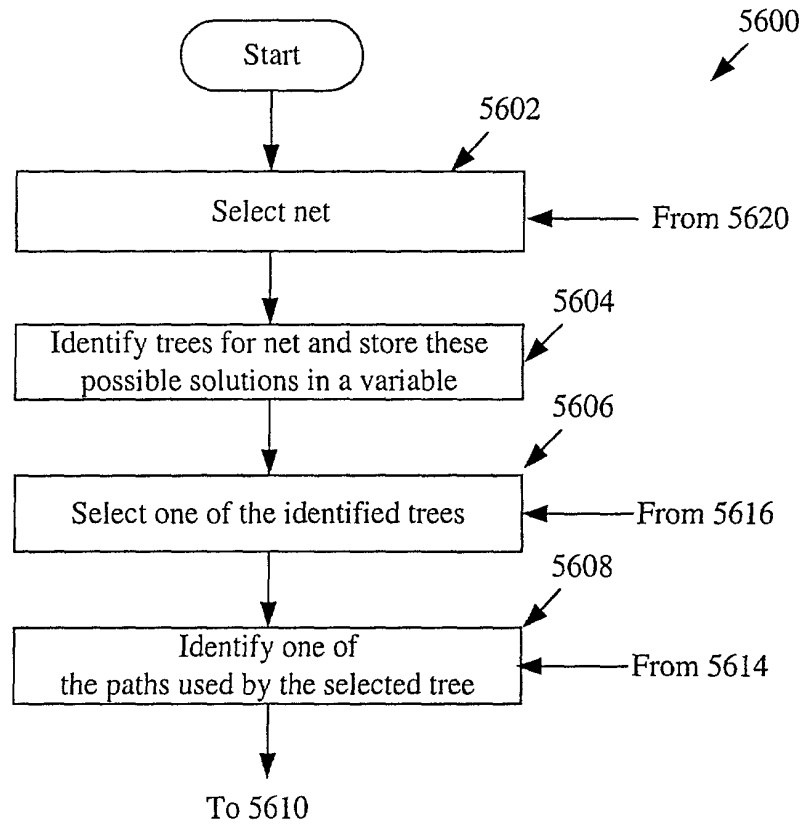 5600
Start
5602
Select net
From 5620
5604
Identify trees for net and store these
possible solutions in a variable
5606
Select one of the identified trees
From 5616
5608
Identify one of
the paths used by the selected tree
From 5614
To 5610